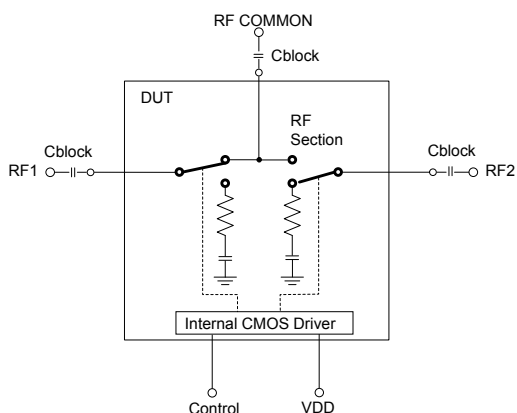 RF COMMON
Cblock
DUT
RF
Section
Cblock
RF1
Cblock
RF2
Internal CMOS Driver
Control
VDD